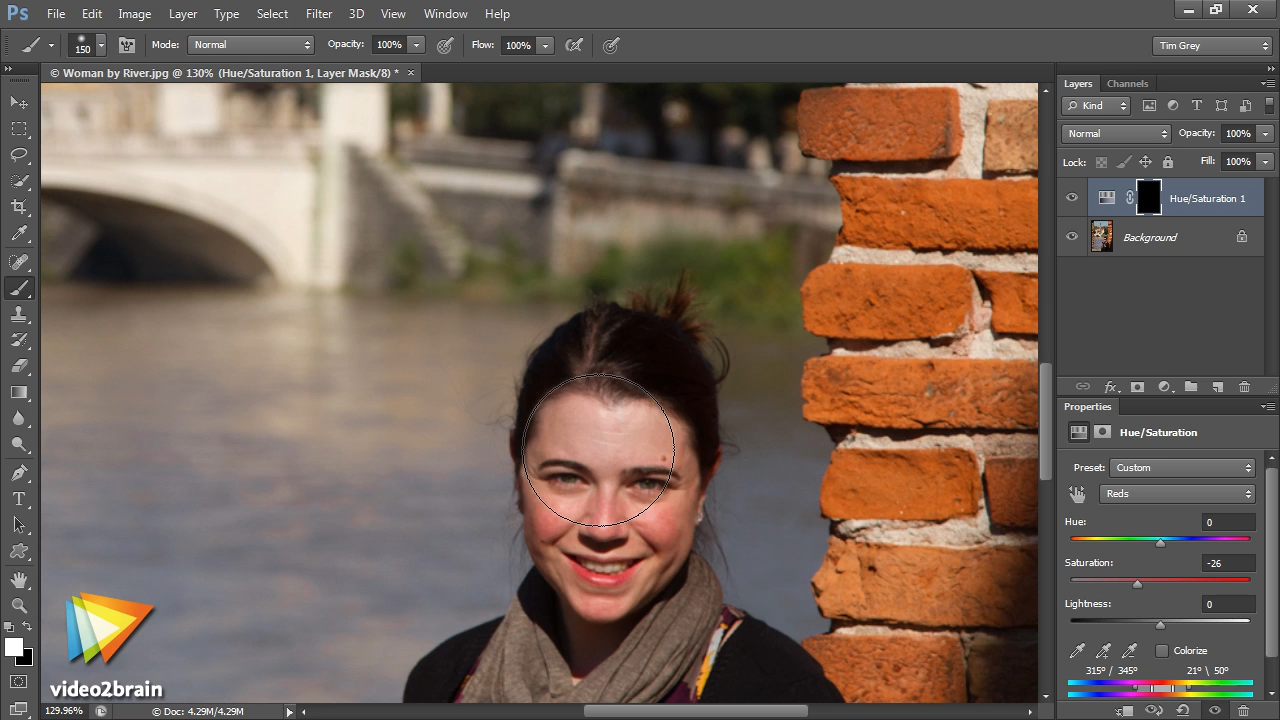 Ps File Edit Image Layer Type Select Filter 3D View Window Help
150 Mode: Normal Opacity: 100% Flow: 100% Tim Grey
© Woman by River.jpg @ 130% (Hue/Saturation 1, Layer Mask/8) * ×
Layers Channels
Kind
Normal Opacity: 100%
Lock: Fill: 100%
Hue/Saturation 1
Background
fx
Properties
Hue/Saturation
Preset: Custom
Reds
Hue: 0
Saturation: -26
Lightness: 0
Colorize
315° / 345° 21° \ 50°
video2brain
129.96% © Doc: 4.29M/4.29M